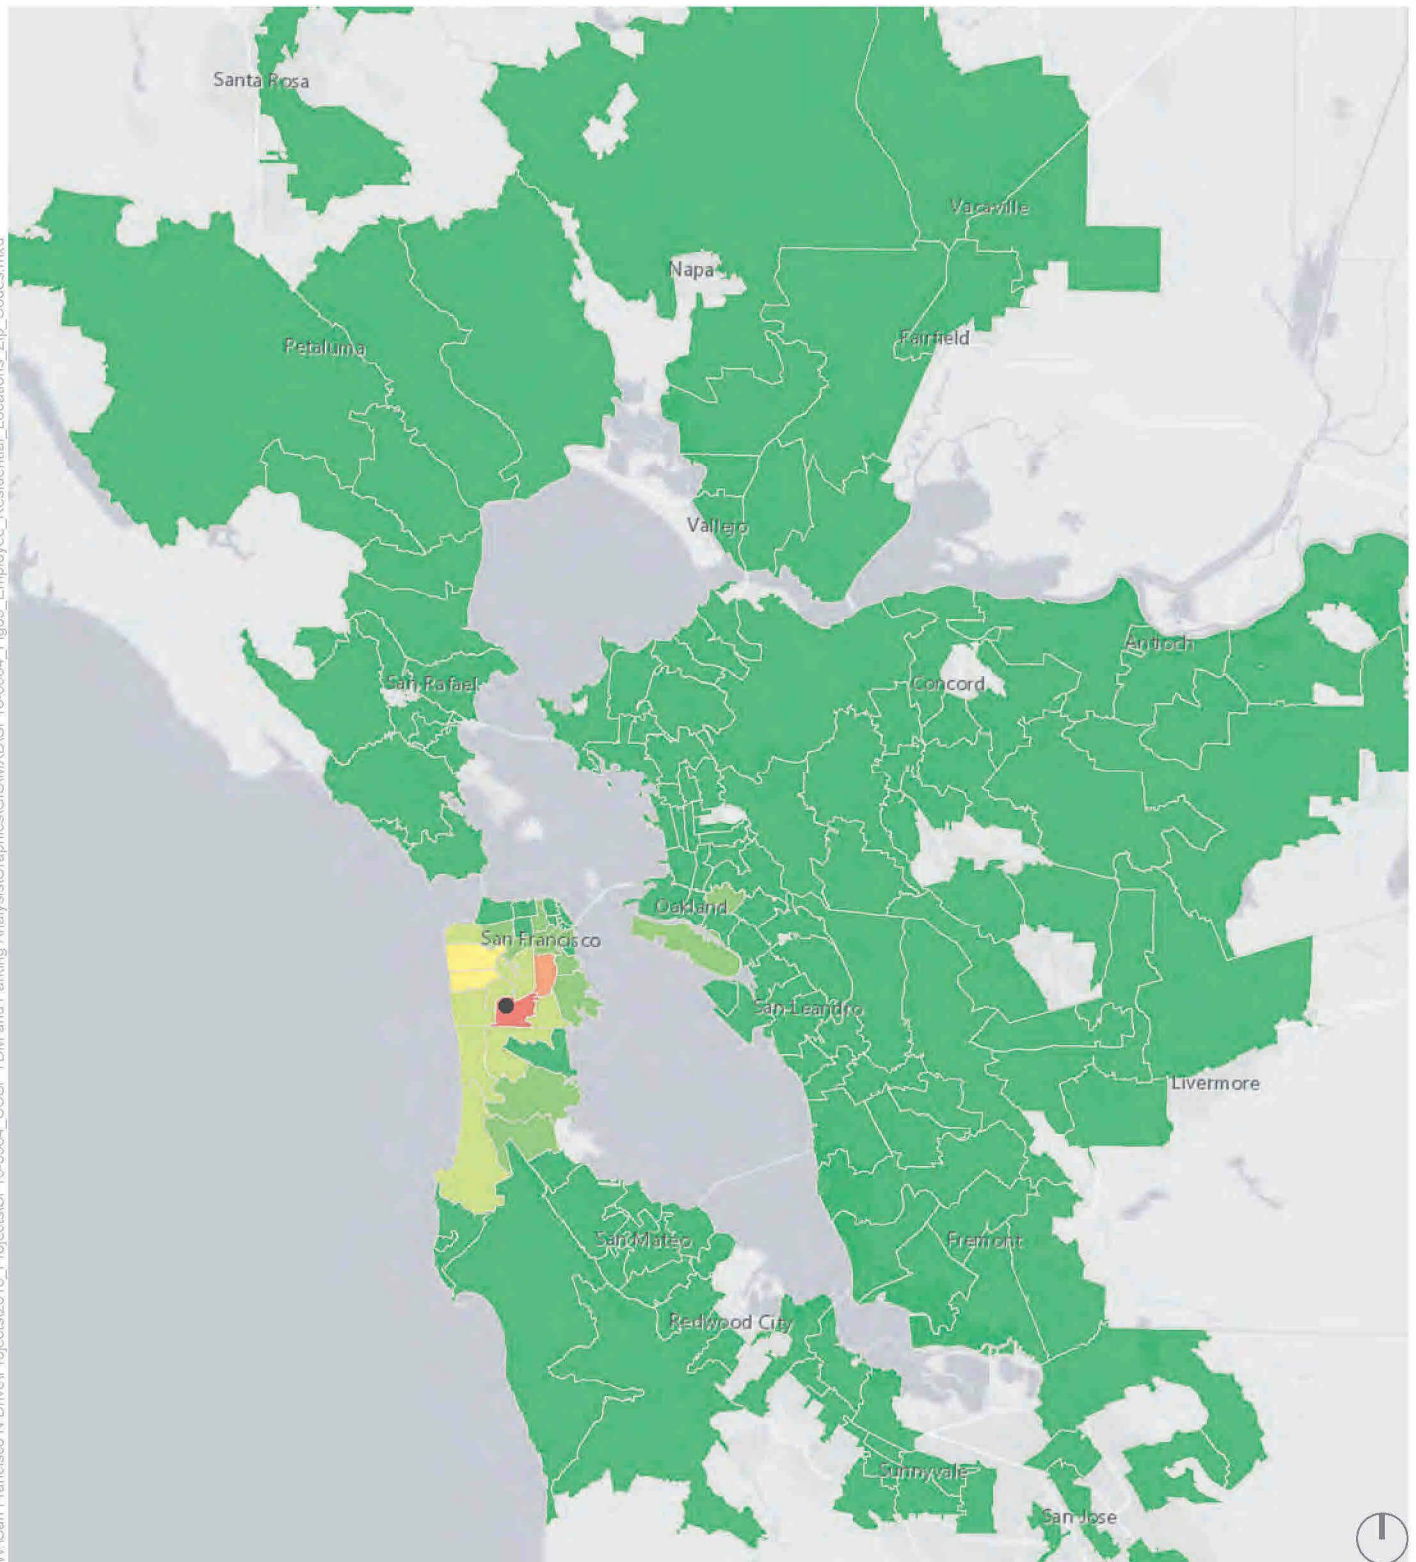 Santa Rosa
Vacaville
Napa
Fairfield
Petaluma
Vallejo
Antioch
San Rafael
Concord
Oakland
San Francisco
San Leandro
Livermore
San Mateo
Fremont
Redwood City
Sunnyvale
San Jose